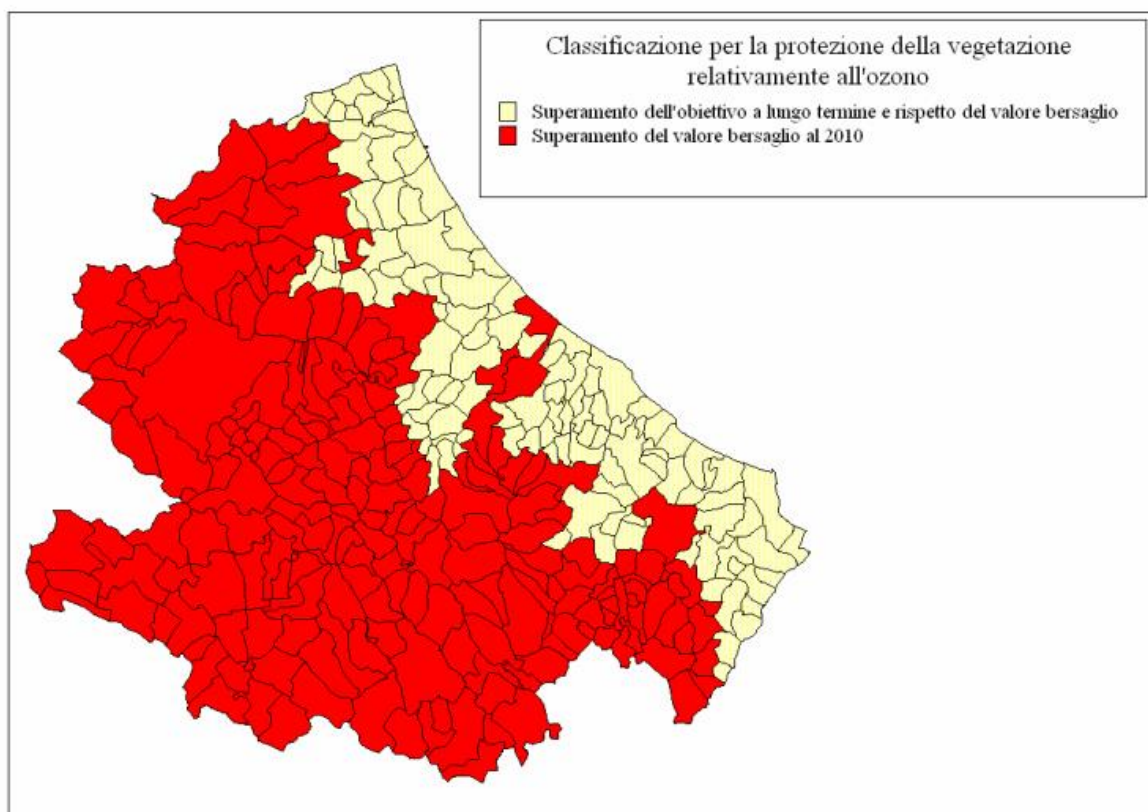 Classificazione per la protezione della vegetazione
relativamente all'ozono
Superamento dell'obiettivo a lungo termine e rispetto del valore bersaglio
Superamento del valore bersaglio al 2010